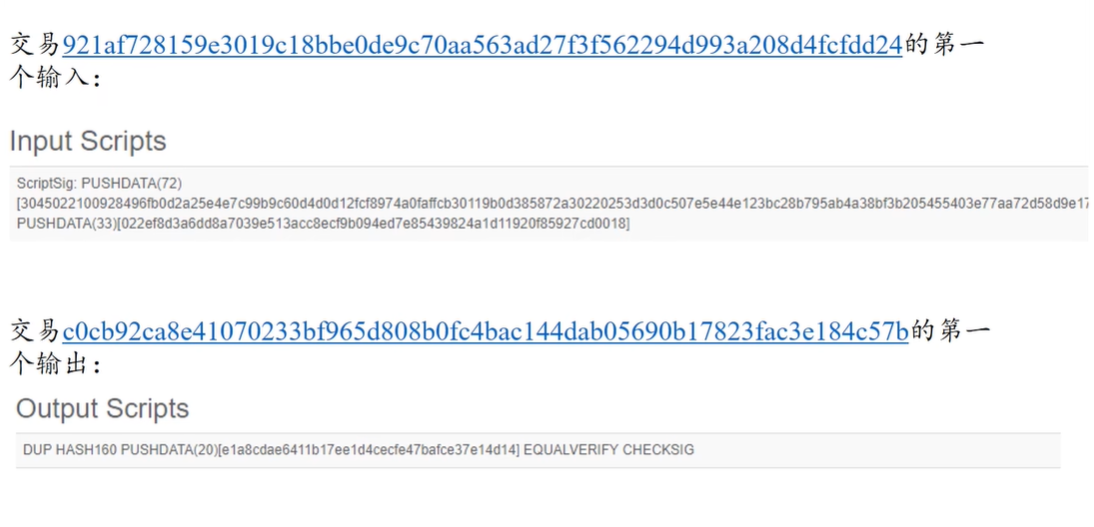 交易921af728159e3019c18bbe0de9c70aa563ad27f3f562294d993a208d4fcfdd24的第一
个输入：
Input Scripts
ScriptSig: PUSHDATA(72)
[3045022100928496fb0d2a25e4e7c99b9c60d4d0d12fcf8974a0faffcb30119b0d385872a30220253d3d0c507e5e44e123bc28b795ab4a38bf3b205455403e77aa72d58d9e17
PUSHDATA(33)[022ef8d3a6dd8a7039e513acc8ecf9b094ed7e85439824a1d11920f85927cd0018]
交易c0cb92ca8e41070233bf965d808b0fc4bac144dab05690b17823fac3e184c57b的第一
个输出：
Output Scripts
DUP HASH160 PUSHDATA(20)[e1a8cdae6411b17ee1d4cecfe47bafce37e14d14] EQUALVERIFY CHECKSIG